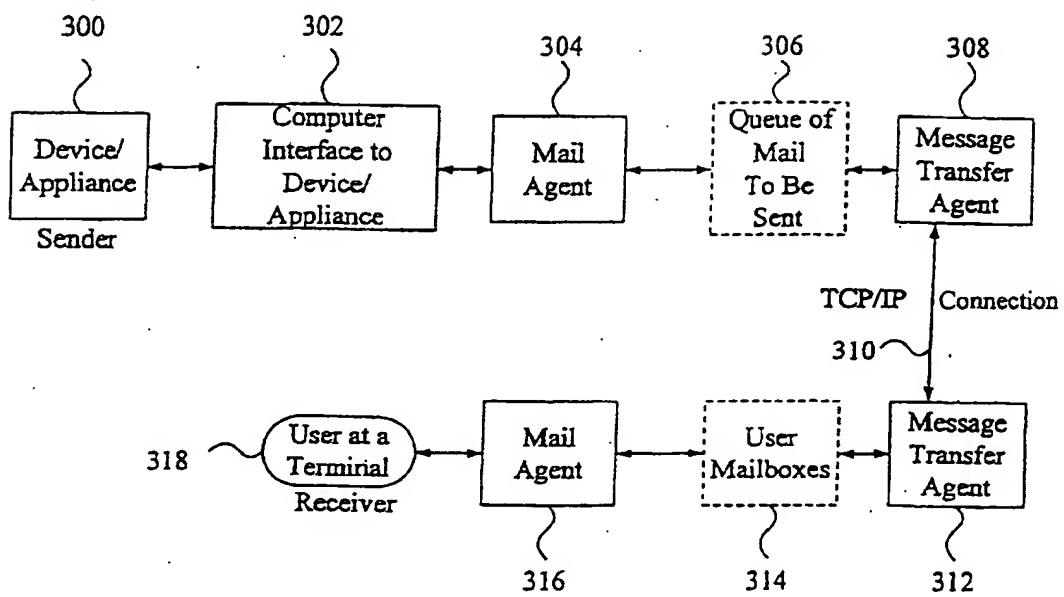 300
302
304
306
308
Device/
Appliance
Sender
Computer
Interface to
Device/
Appliance
Mail
Agent
Queue of
Mail
To Be
Sent
Message
Transfer
Agent
TCP/IP Connection
310
318
User at a
Terminal
Receiver
Mail
Agent
User
Mailboxes
Message
Transfer
Agent
316
314
312